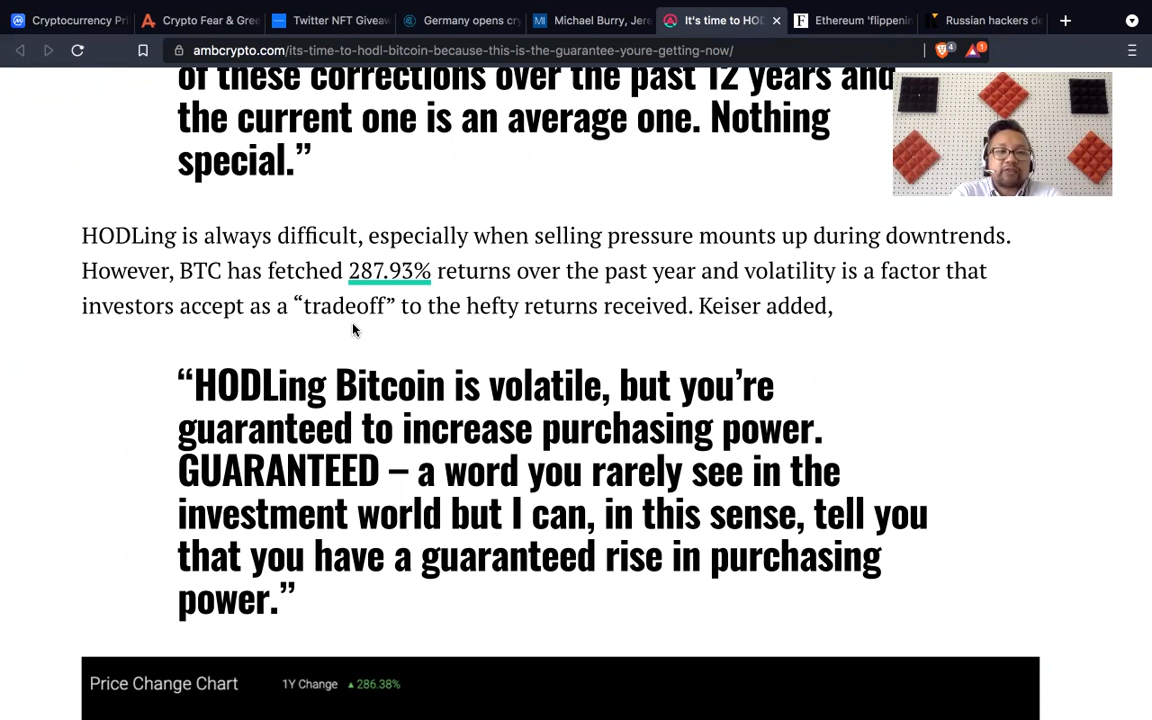 Cryptocurrency Pri
Crypto Fear & Gree
Twitter NFT Giveaw
Germany opens cry
Michael Burry, Jere
It's time to HOD
Ethereum 'flippenin
Russian hackers de
ambcrypto.com/its-time-to-hodl-bitcoin-because-this-is-the-guarantee-youre-getting-now/
4
1
of these corrections over the past 12 years and
the current one is an average one. Nothing
special.”
HODLing is always difficult, especially when selling pressure mounts up during downtrends.
However, BTC has fetched 287.93% returns over the past year and volatility is a factor that
investors accept as a “tradeoff” to the hefty returns received. Keiser added,
“HODLing Bitcoin is volatile, but you’re
guaranteed to increase purchasing power.
GUARANTEED – a word you rarely see in the
investment world but I can, in this sense, tell you
that you have a guaranteed rise in purchasing
power.”
Price Change Chart 1Y Change ▲ 286.38%